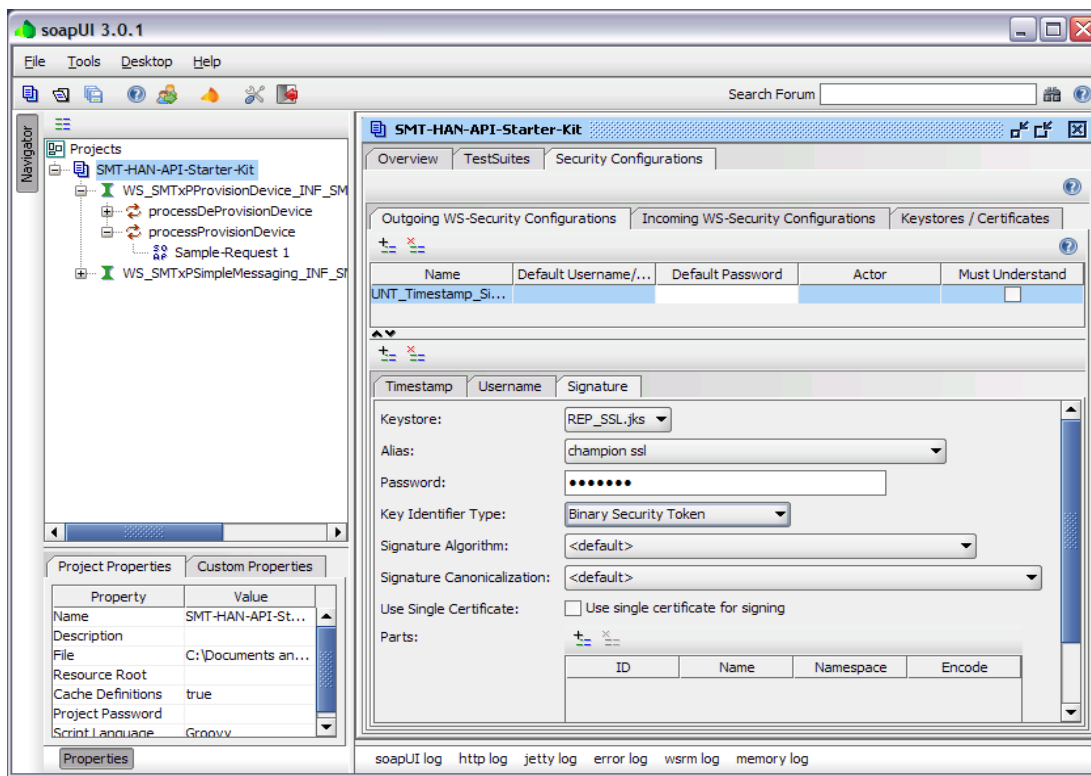 soapUI 3.0.1
File Tools Desktop Help
Search Forum
Navigator
Projects
SMT-HAN-API-Starter-Kit
WS_SMTxPProvisionDevice_INF_SM
processDeProvisionDevice
processProvisionDevice
Sample-Request 1
WS_SMTxPSimpleMessaging_INF_SI
Project Properties Custom Properties
Property Value
Name SMT-HAN-API-St...
Description
File C:\Documents an...
Resource Root
Cache Definitions true
Project Password
Script Language Groovy
Properties
SMT-HAN-API-Starter-Kit
Overview TestSuites Security Configurations
Outgoing WS-Security Configurations Incoming WS-Security Configurations Keystores / Certificates
Name Default Username/... Default Password Actor Must Understand
UNT_Timestamp_Si...
Timestamp Username Signature
Keystore: REP_SSL.jks
Alias: champion ssl
Password: •••••••
Key Identifier Type: Binary Security Token
Signature Algorithm: <default>
Signature Canonicalization: <default>
Use Single Certificate: Use single certificate for signing
Parts:
ID Name Namespace Encode
soapUI log http log jetty log error log wsrm log memory log